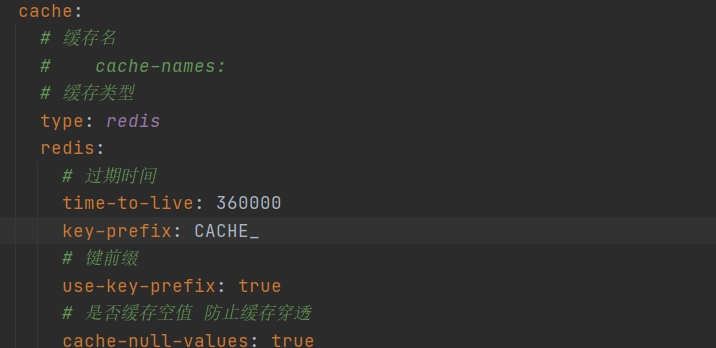 cache:
# 缓存名
#    cache-names:
# 缓存类型
type: redis
redis:
# 过期时间
time-to-live: 360000
key-prefix: CACHE_
# 键前缀
use-key-prefix: true
# 是否缓存空值 防止缓存穿透
cache-null-values: true